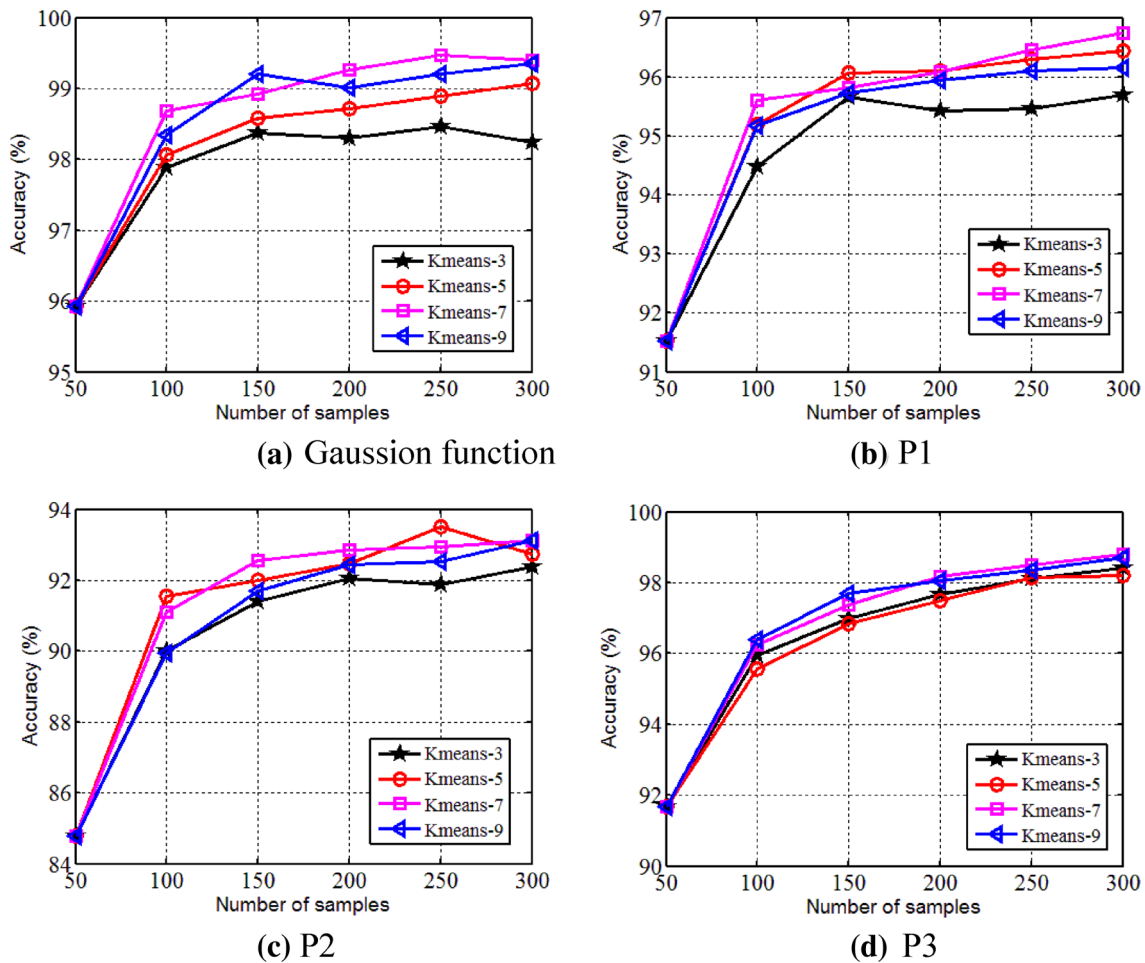 100
99
98
97
96
95
Accuracy (%)
50 100 150 200 250 300
Number of samples
Kmeans-3
Kmeans-5
Kmeans-7
Kmeans-9
(a) Gaussion function
97
96
95
94
93
92
91
Accuracy (%)
50 100 150 200 250 300
Number of samples
Kmeans-3
Kmeans-5
Kmeans-7
Kmeans-9
(b) P1
94
92
90
88
86
84
Accuracy (%)
50 100 150 200 250 300
Number of samples
Kmeans-3
Kmeans-5
Kmeans-7
Kmeans-9
(c) P2
100
98
96
94
92
90
Accuracy (%)
50 100 150 200 250 300
Number of samples
Kmeans-3
Kmeans-5
Kmeans-7
Kmeans-9
(d) P3